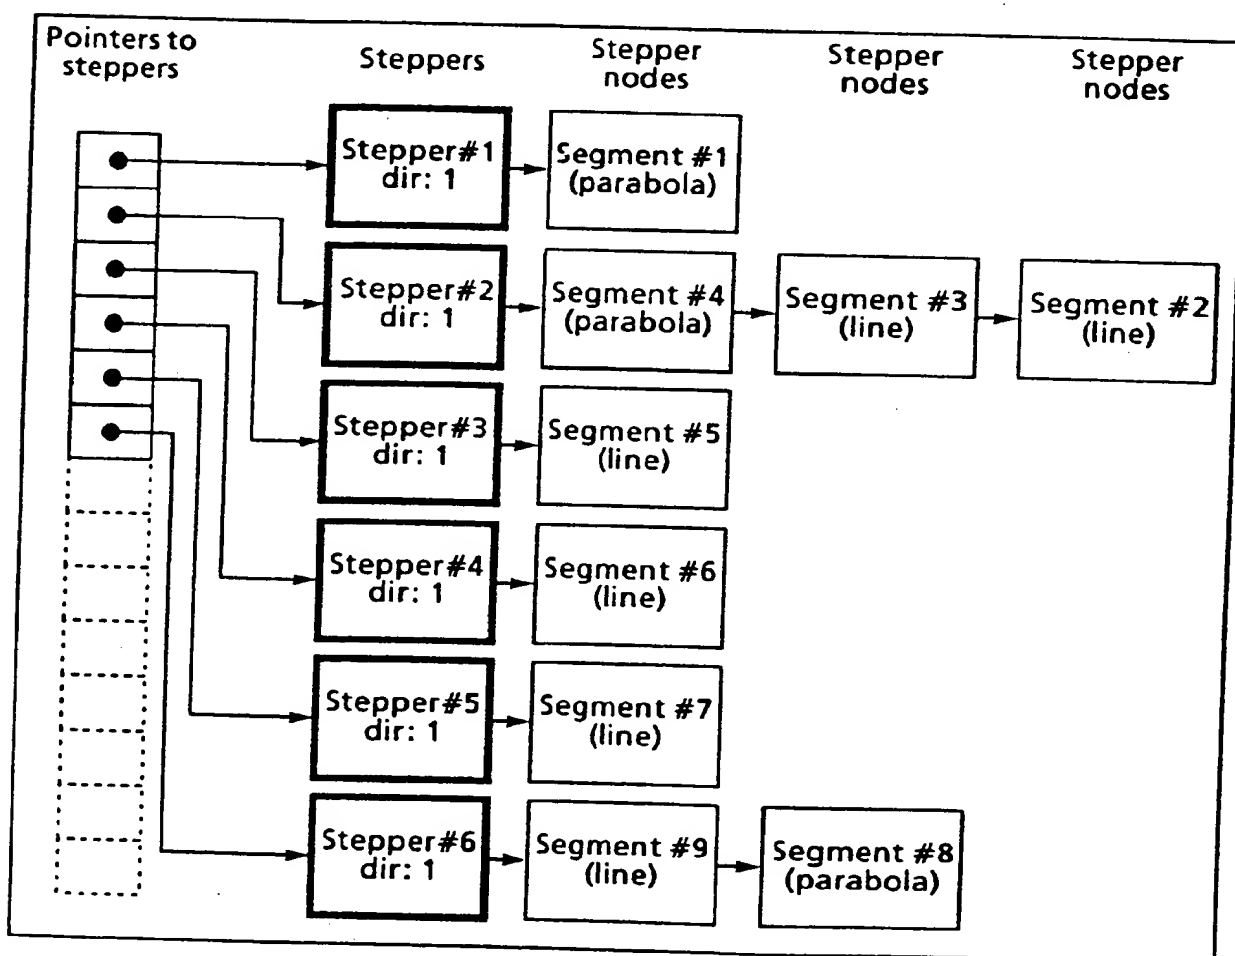 Pointers to
steppers
Steppers
Stepper
nodes
Stepper
nodes
Stepper
nodes
Stepper#1
dir: 1
Segment #1
(parabola)
Stepper#2
dir: 1
Segment #4
(parabola)
Segment #3
(line)
Segment #2
(line)
Stepper#3
dir: 1
Segment #5
(line)
Stepper#4
dir: 1
Segment #6
(line)
Stepper#5
dir: 1
Segment #7
(line)
Stepper#6
dir: 1
Segment #9
(line)
Segment #8
(parabola)